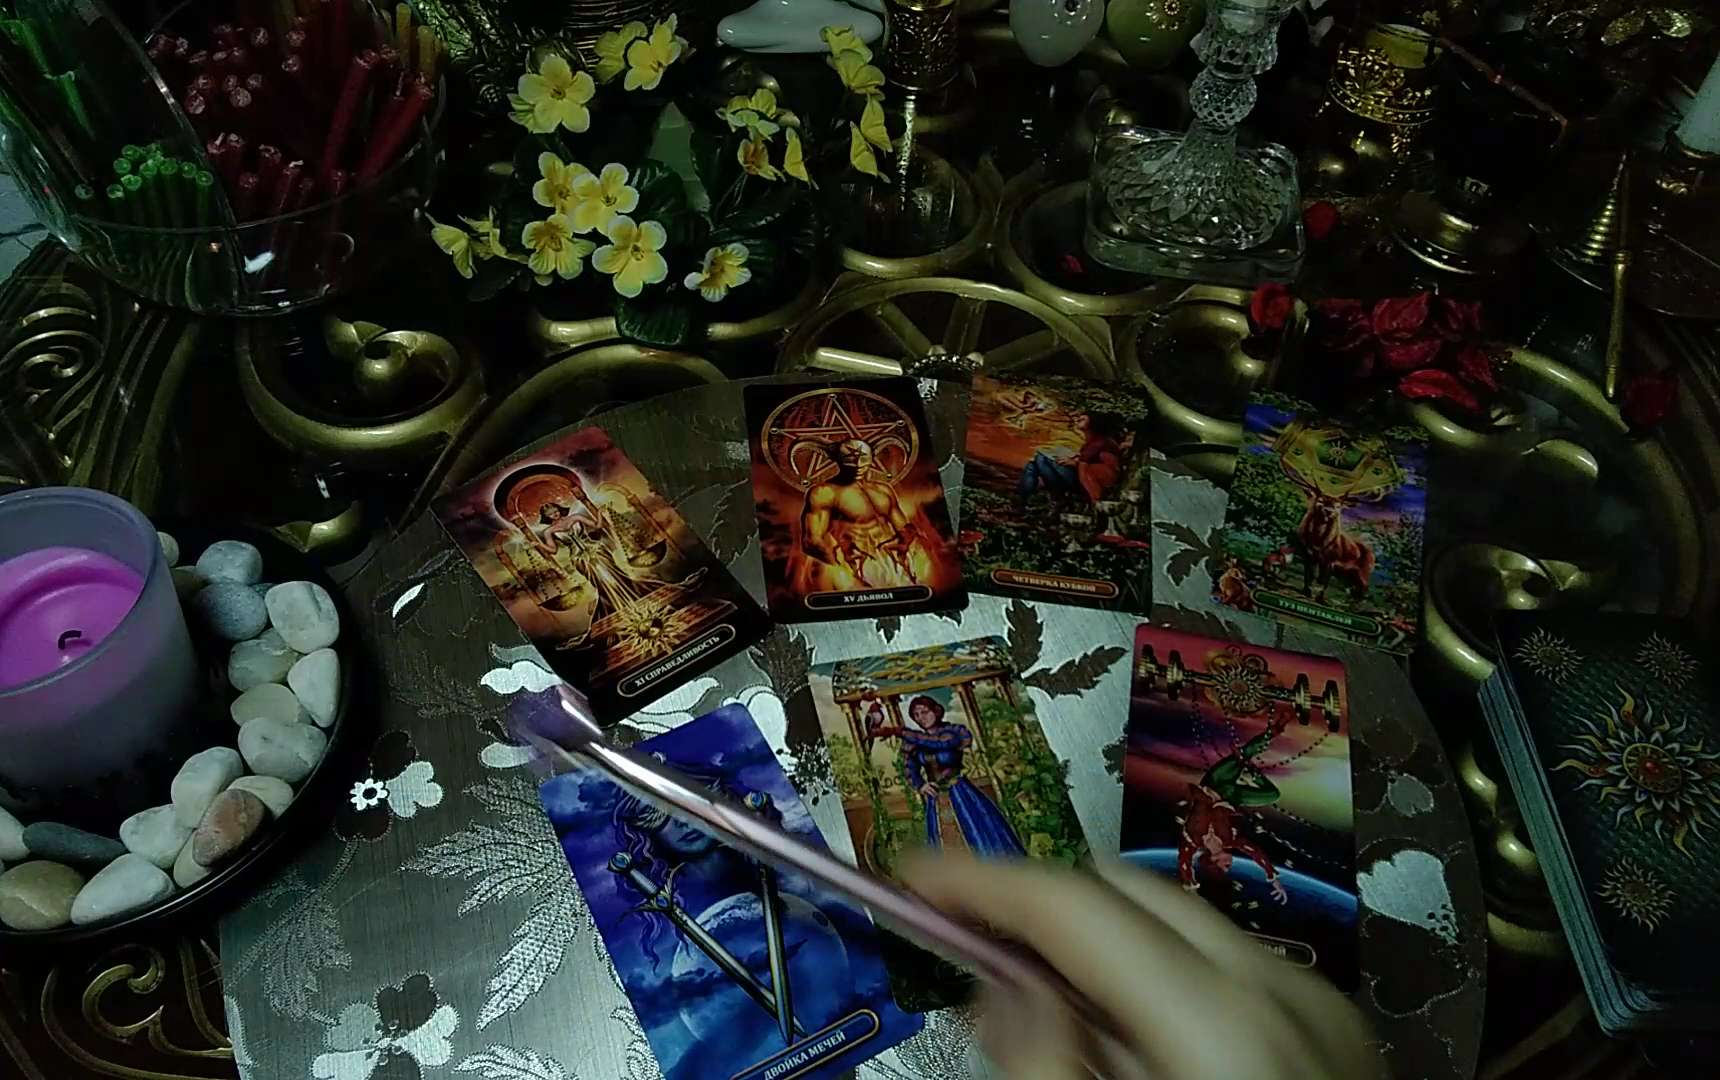 XI СПРАВЕДЛИВОСТЬ
XV ДЬЯВОЛ
ЧЕТВЕРКА КУБКОВ
ТУЗ ПЕНТАКЛЕЙ
ДВОЙКА МЕЧЕЙ